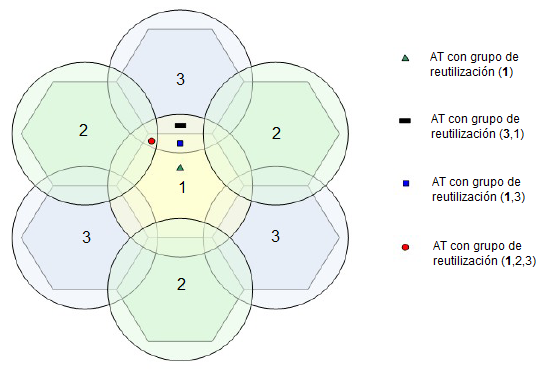 3
AT con grupo de
reutilización (1)
2
2
AT con grupo de
reutilización (3,1)
1
AT con grupo de
reutilización (1,3)
3
3
AT con grupo de
reutilización (1,2,3)
2